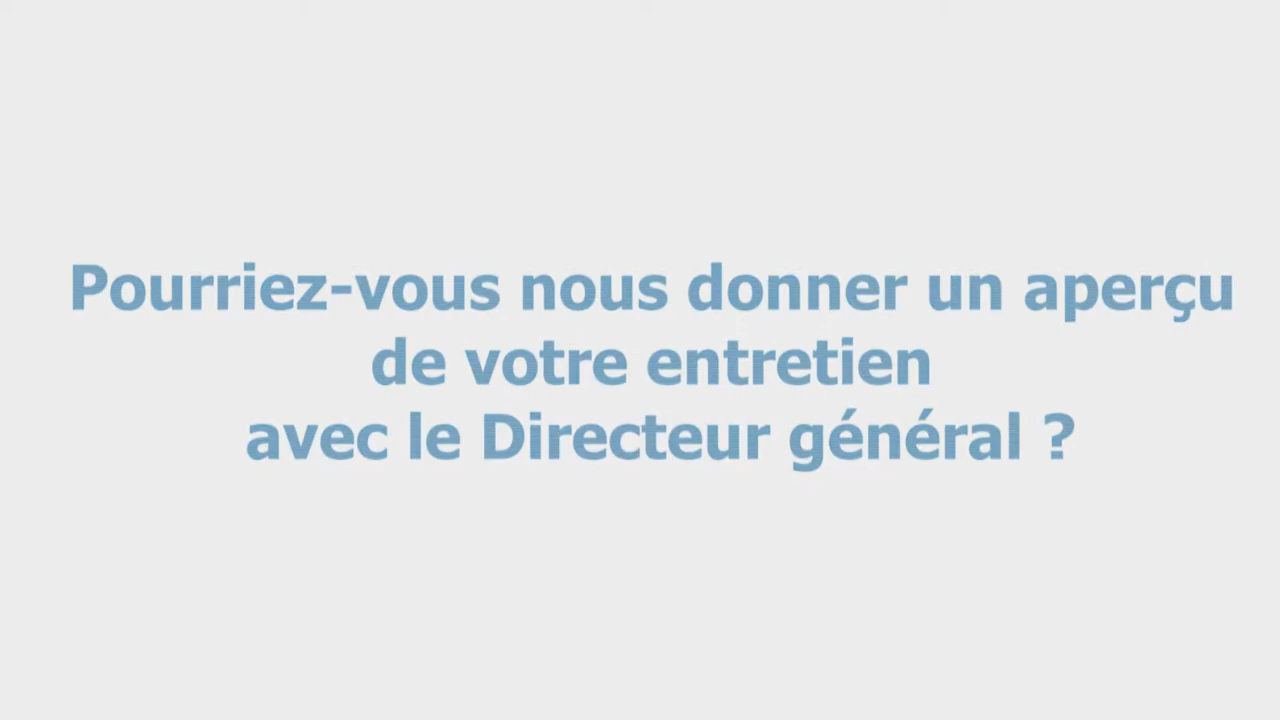 Pourriez-vous nous donner un aperçu
de votre entretien
avec le Directeur général ?